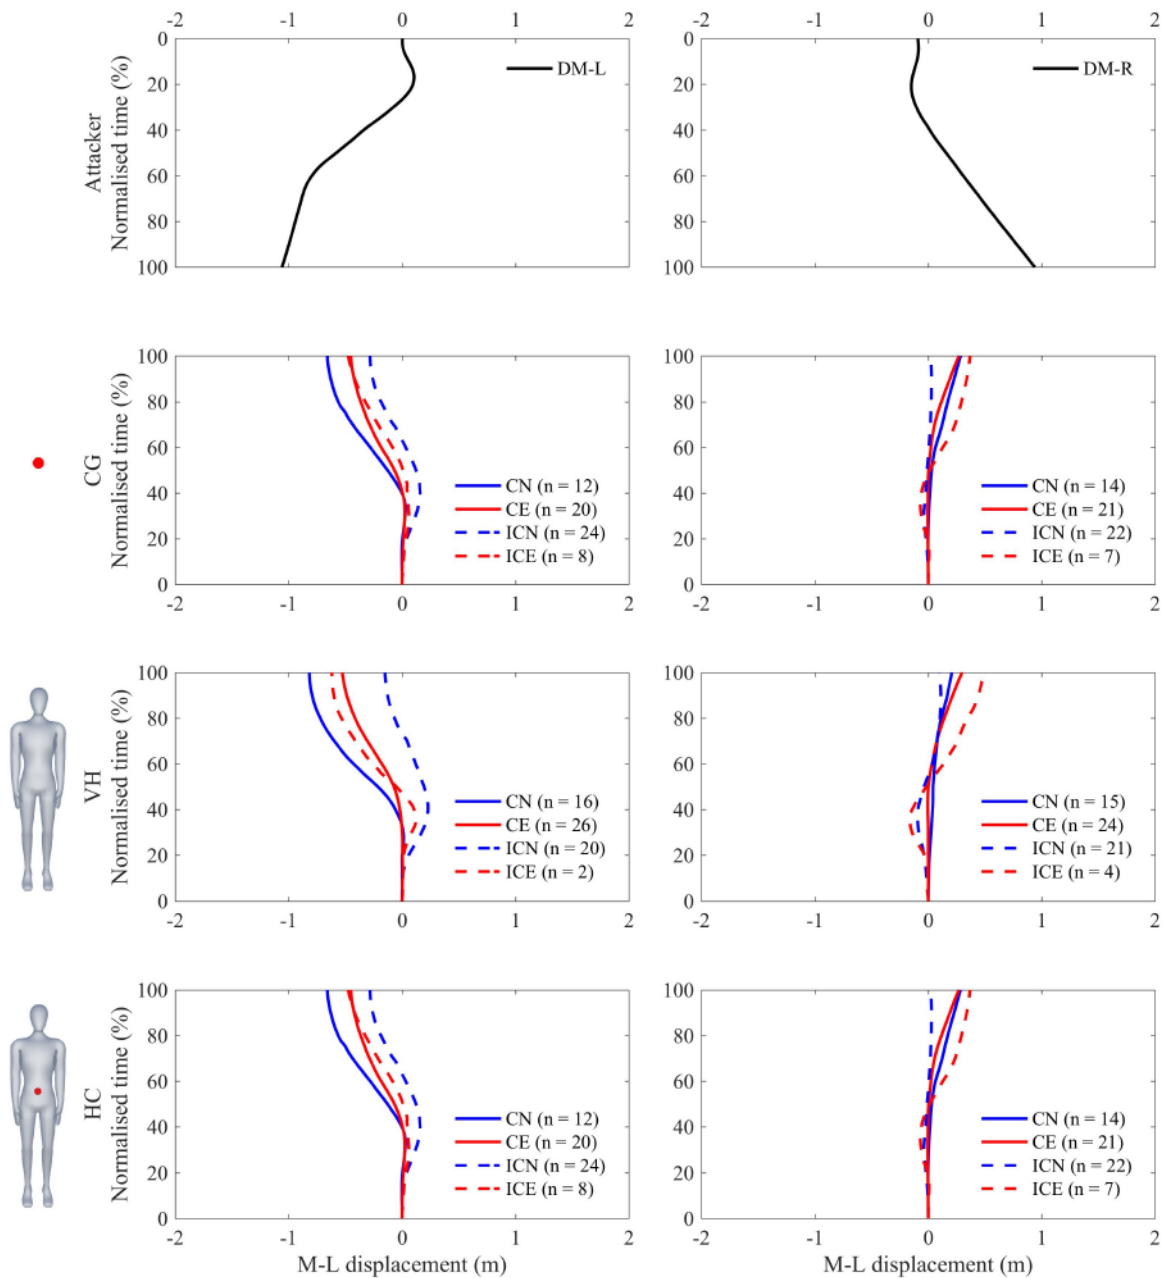 -2 -1 0 1 2
-2 -1 0 1 2
Attacker
Normalised time (%)
0
20
40
60
80
100
DM-L
0
20
40
60
80
100
DM-R
CG
Normalised time (%)
100
80
60
40
20
0
CN (n = 12)
CE (n = 20)
ICN (n = 24)
ICE (n = 8)
-2 -1 0 1 2
100
80
60
40
20
0
CN (n = 14)
CE (n = 21)
ICN (n = 22)
ICE (n = 7)
-2 -1 0 1 2
VH
Normalised time (%)
100
80
60
40
20
0
CN (n = 16)
CE (n = 26)
ICN (n = 20)
ICE (n = 2)
-2 -1 0 1 2
100
80
60
40
20
0
CN (n = 15)
CE (n = 24)
ICN (n = 21)
ICE (n = 4)
-2 -1 0 1 2
HC
Normalised time (%)
100
80
60
40
20
0
CN (n = 12)
CE (n = 20)
ICN (n = 24)
ICE (n = 8)
-2 -1 0 1 2
M-L displacement (m)
100
80
60
40
20
0
CN (n = 14)
CE (n = 21)
ICN (n = 22)
ICE (n = 7)
-2 -1 0 1 2
M-L displacement (m)